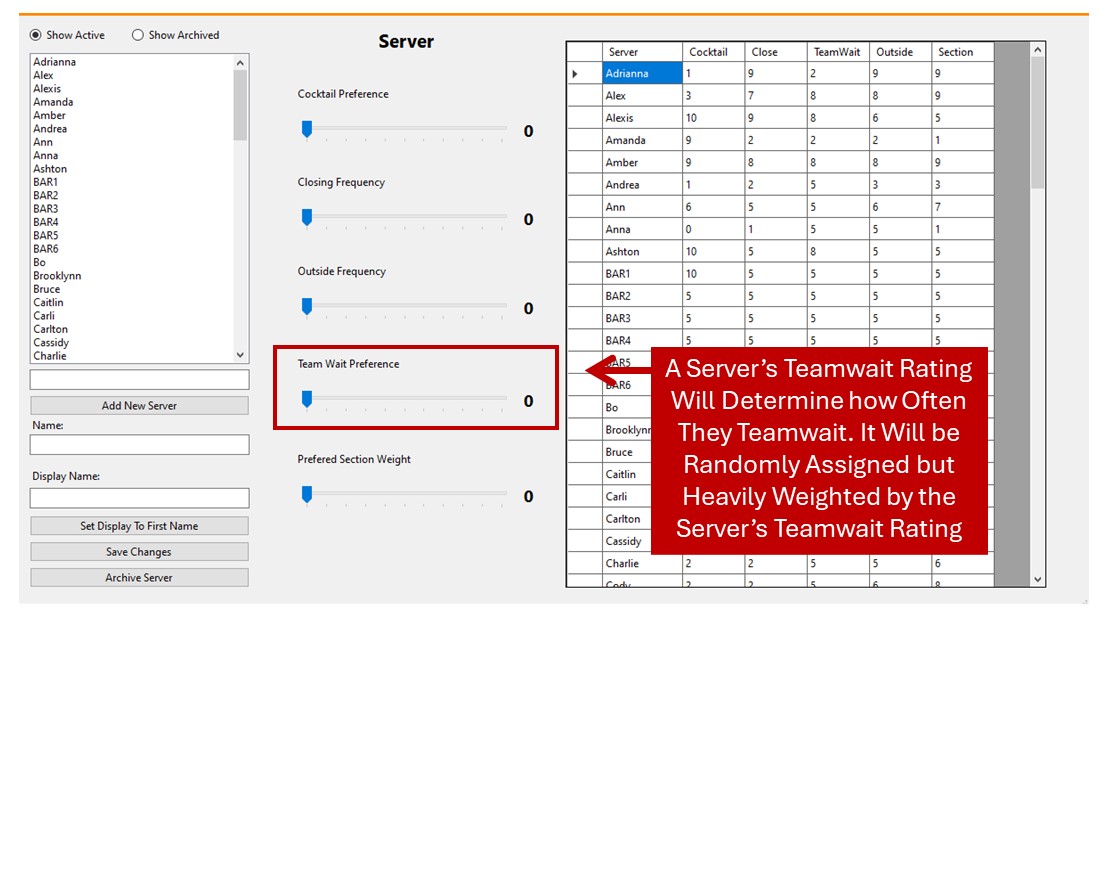 Show Active
Show Archived
Adrianna
Alex
Alexis
Amanda
Amber
Andrea
Ann
Anna
Ashton
BAR1
BAR2
BAR3
BAR4
BAR5
BAR6
Bo
Brooklynn
Bruce
Caitlin
Carli
Carlton
Cassidy
Charlie
Add New Server
Name:
Display Name:
Set Display To First Name
Save Changes
Archive Server
Server
Cocktail Preference
0
Closing Frequency
0
Outside Frequency
0
Team Wait Preference
0
Prefered Section Weight
0
Server Cocktail Close TeamWait Outside Section
Adrianna 1 9 2 9 9
Alex 3 7 8 8 9
Alexis 10 9 8 6 5
Amanda 9 2 2 2 1
Amber 9 8 8 8 9
Andrea 1 2 5 3 3
Ann 6 5 5 6 7
Anna 0 1 5 5 1
Ashton 10 5 8 5 5
BAR1 10 5 5 5 5
BAR2 5 5 5 5 5
BAR3 5 5 5 5 5
BAR4 5 5 5 5 5
BAR5
BAR6
Bo
Brooklynn
Bruce
Caitlin
Carli
Carlton
Cassidy
Charlie 2 2 5 5 6
Cody 2 2 5 6 8
A Server’s Teamwait Rating
Will Determine how Often
They Teamwait. It Will be
Randomly Assigned but
Heavily Weighted by the
Server’s Teamwait Rating